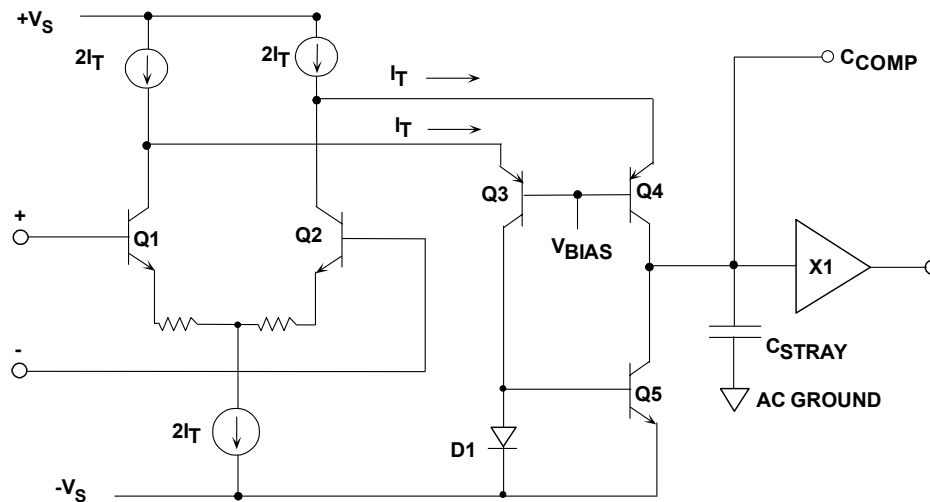 +VS
2IT
2IT
IT
IT
CCOMP
Q3
Q4
+
Q1
Q2
VBIAS
X1
CSTRAY
-
Q5
AC GROUND
2IT
D1
-VS